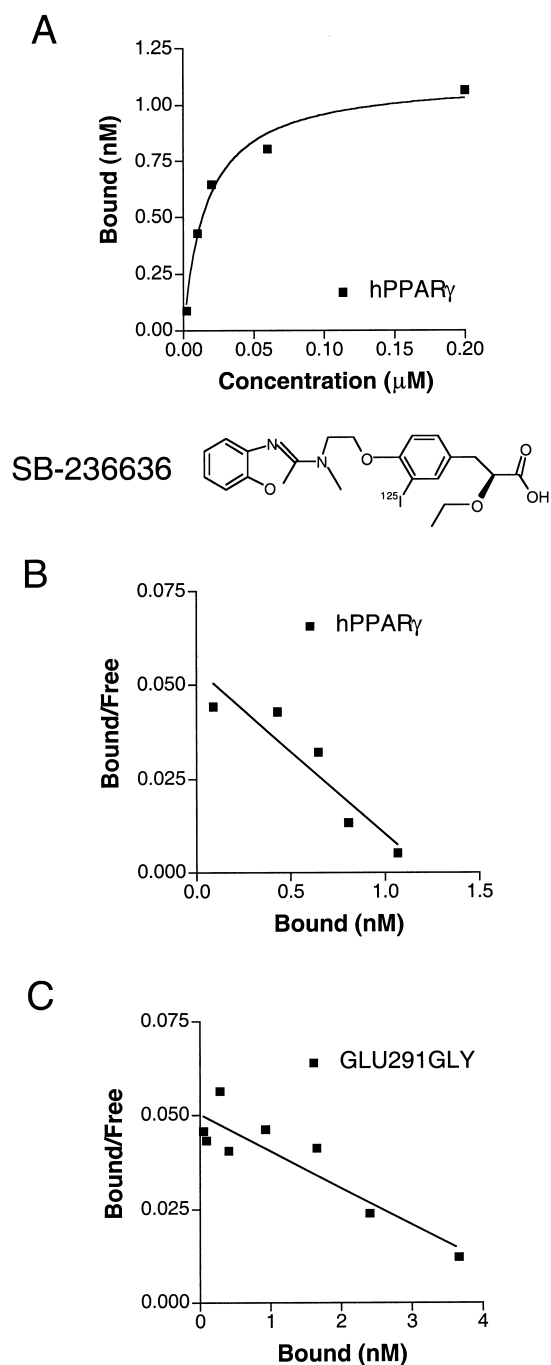 A
1.25
1.00
0.75
0.50
0.25
0.00
Bound (nM)
hPPARγ
0.00 0.05 0.10 0.15 0.20
Concentration (μM)
SB-236636
N
O
N
O
125I
O
O
OH
B
0.075
0.050
0.025
0.000
Bound/Free
hPPARγ
0.0 0.5 1.0 1.5
Bound (nM)
C
0.075
0.050
0.025
0.000
Bound/Free
GLU291GLY
0 1 2 3 4
Bound (nM)